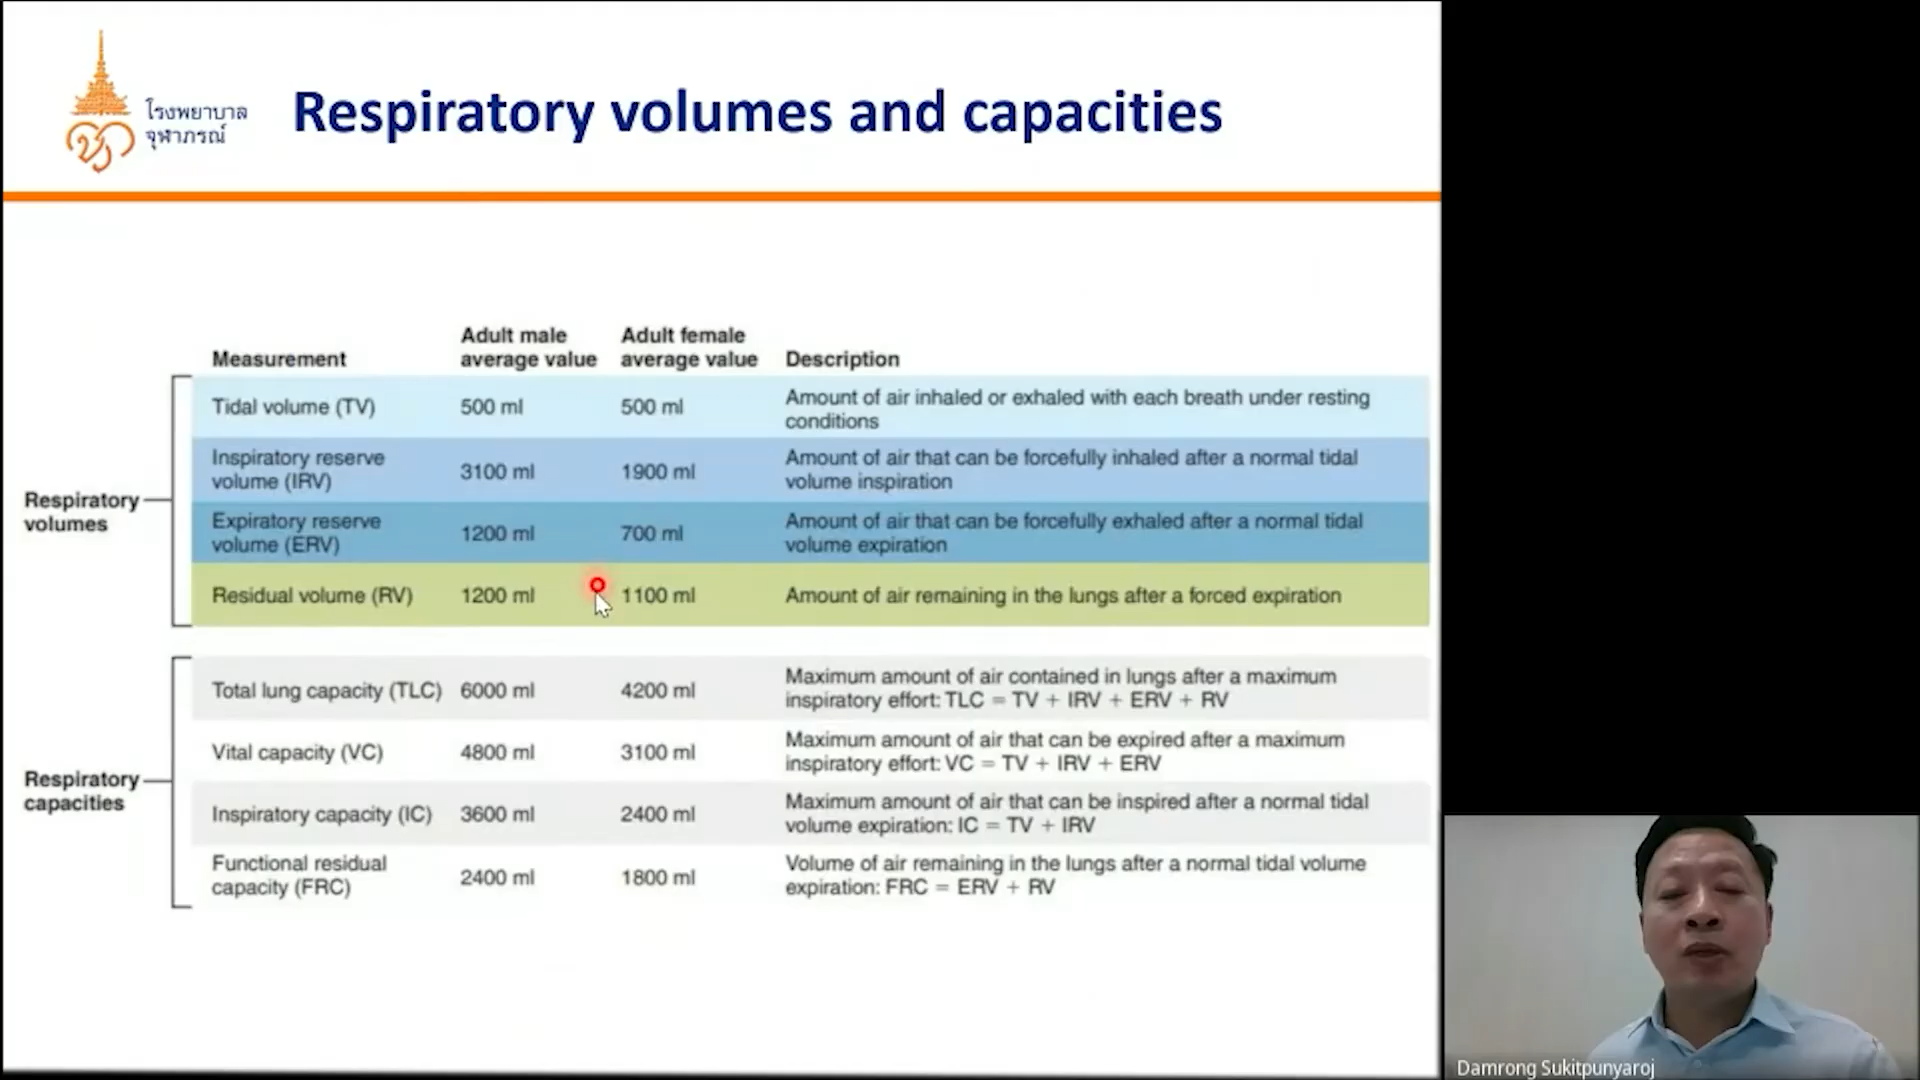 โรงพยาบาล
จุฬาภรณ์
Respiratory volumes and capacities
Measurement
Adult male
average value
Adult female
average value
Description
Respiratory
volumes
Tidal volume (TV)
500 ml
500 ml
Amount of air inhaled or exhaled with each breath under resting
conditions
Inspiratory reserve
volume (IRV)
3100 ml
1900 ml
Amount of air that can be forcefully inhaled after a normal tidal
volume inspiration
Expiratory reserve
volume (ERV)
1200 ml
700 ml
Amount of air that can be forcefully exhaled after a normal tidal
volume expiration
Residual volume (RV)
1200 ml
1100 ml
Amount of air remaining in the lungs after a forced expiration
Respiratory
capacities
Total lung capacity (TLC)
6000 ml
4200 ml
Maximum amount of air contained in lungs after a maximum
inspiratory effort: TLC = TV + IRV + ERV + RV
Vital capacity (VC)
4800 ml
3100 ml
Maximum amount of air that can be expired after a maximum
inspiratory effort: VC = TV + IRV + ERV
Inspiratory capacity (IC)
3600 ml
2400 ml
Maximum amount of air that can be inspired after a normal tidal
volume expiration: IC = TV + IRV
Functional residual
capacity (FRC)
2400 ml
1800 ml
Volume of air remaining in the lungs after a normal tidal volume
expiration: FRC = ERV + RV
Damrong Sukitpunyaroj